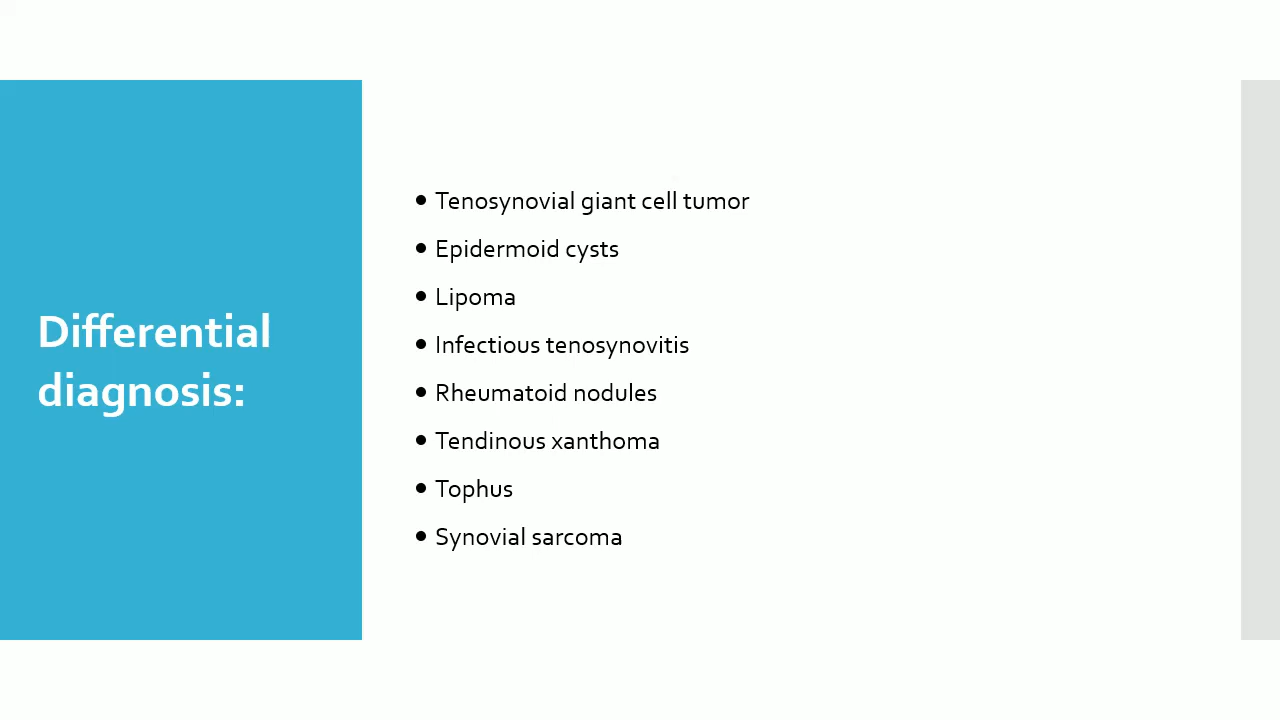 Differential
diagnosis:
• Tenosynovial giant cell tumor
• Epidermoid cysts
• Lipoma
• Infectious tenosynovitis
• Rheumatoid nodules
• Tendinous xanthoma
• Tophus
• Synovial sarcoma